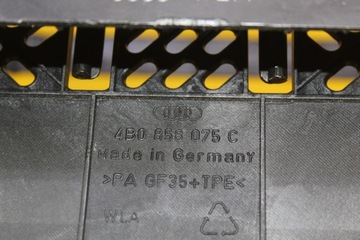 4B0 858 075 C
Made in Germany
>PA GF35+TPE<
WLA